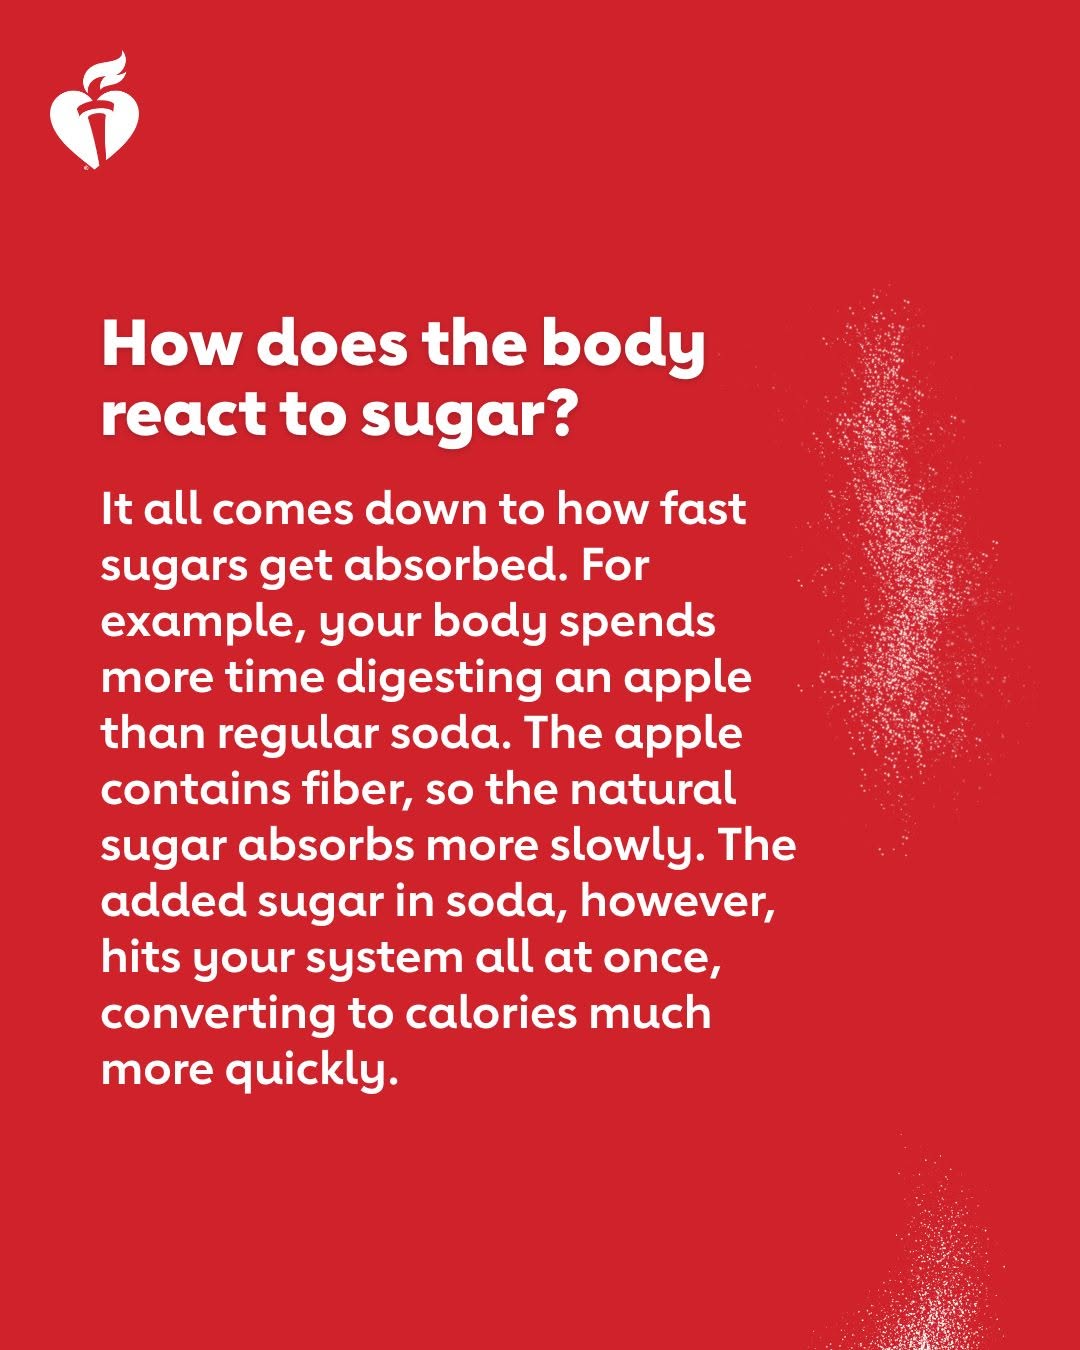 How does the body
react to sugar?
It all comes down to how fast
sugars get absorbed. For
example, your body spends
more time digesting an apple
than regular soda. The apple
contains fiber, so the natural
sugar absorbs more slowly. The
added sugar in soda, however,
hits your system all at once,
converting to calories much
more quickly.